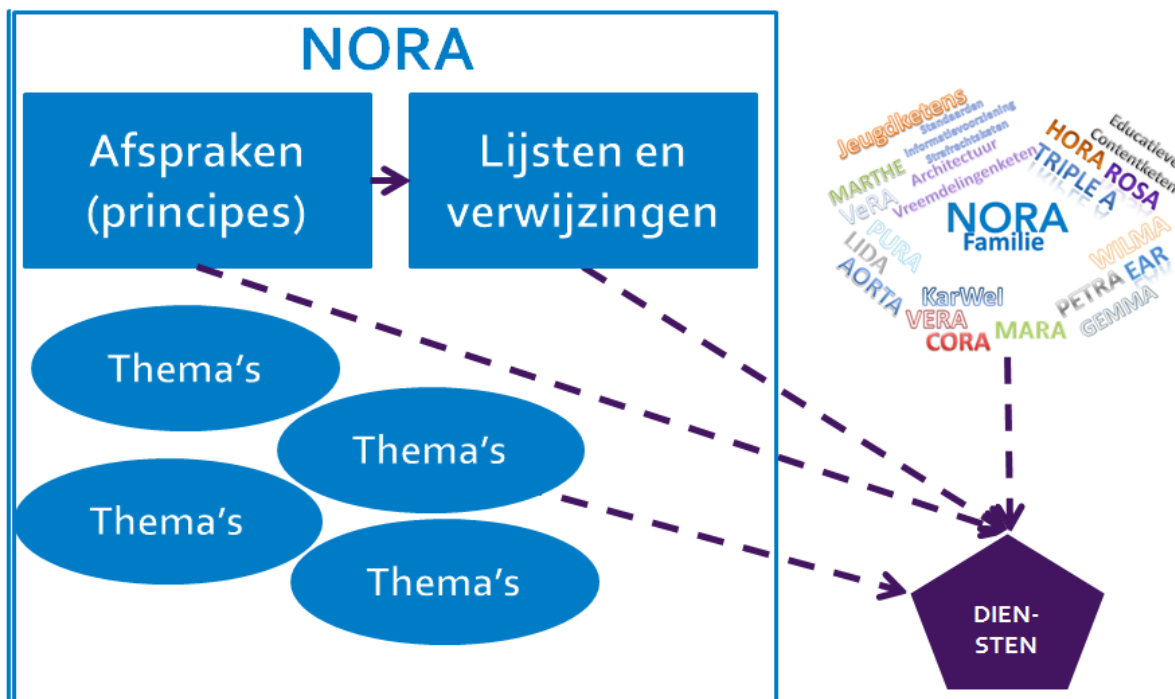 NORA
Afspraken
(principes)
Lijsten en
verwijzingen
Thema's
Thema's
Thema's
Thema's
Jeugdketens
Standaarden
Informatievoorziening
Strafrechtsketen
Architectuur
Vreemdelingenketen
MARTHE
VeRA
PURA
LIDA
AORTA
KarWel
VERA
CORA
MARA
NORA
Familie
HORA
ROSA
TRIPLE A
Educatieve
Contentketen
WILMA
EAR
PETRA
GEMMA
DIEN-
STEN